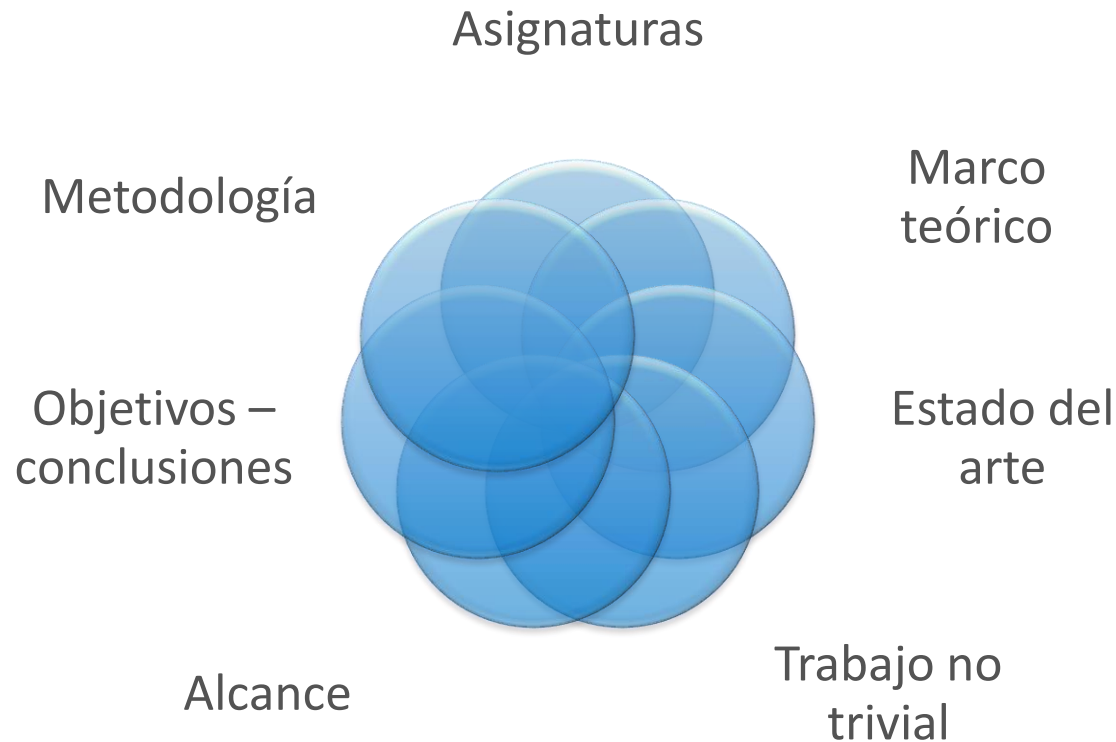 Asignaturas
Marco
teórico
Estado del
arte
Trabajo no
trivial
Alcance
Objetivos –
conclusiones
Metodología